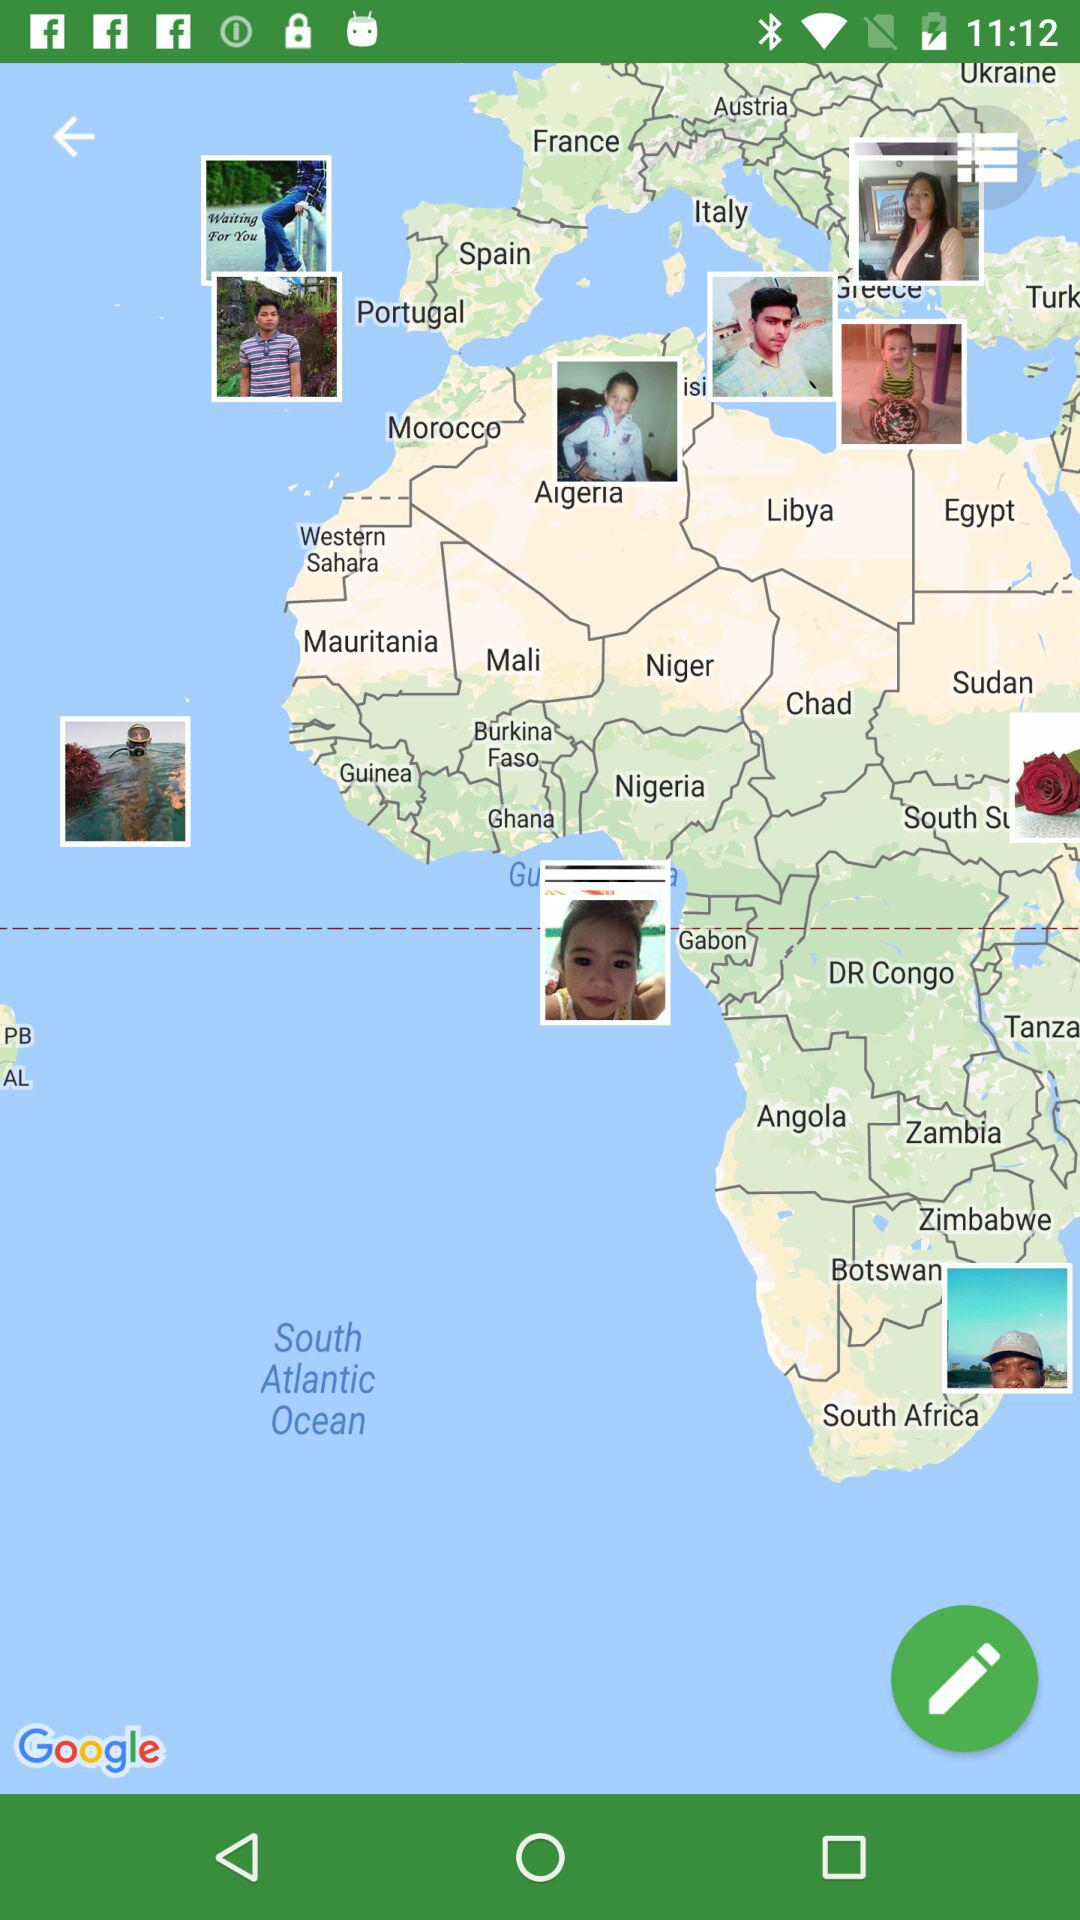 11:12
Ukraine
Austria
France
Italy
Waiting
For You
Spain
Greece
Turk
Portugal
isi
Morocco
Algeria
Libya
Egypt
Western
Sahara
Mauritania
Mali
Niger
Sudan
Chad
Burkina
Faso
Guinea
Nigeria
Ghana
South Su
Gu
a
Gabon
DR Congo
Tanza
PB
AL
Angola
Zambia
Zimbabwe
Botswan
South
Atlantic
Ocean
South Africa
Google